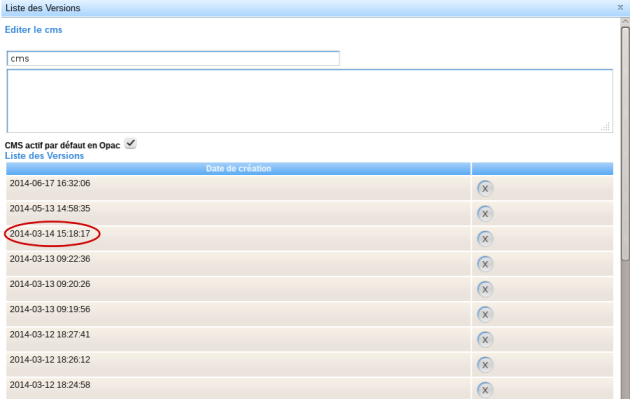 Liste des Versions
Editer le cms
cms
CMS actif par défaut en Opac
Liste des Versions
Date de création
2014-06-17 16:32:06
2014-05-13 14:58:35
2014-03-14 15:18:17
2014-03-13 09:22:36
2014-03-13 09:20:26
2014-03-13 09:19:56
2014-03-12 18:27:41
2014-03-12 18:26:12
2014-03-12 18:24:58